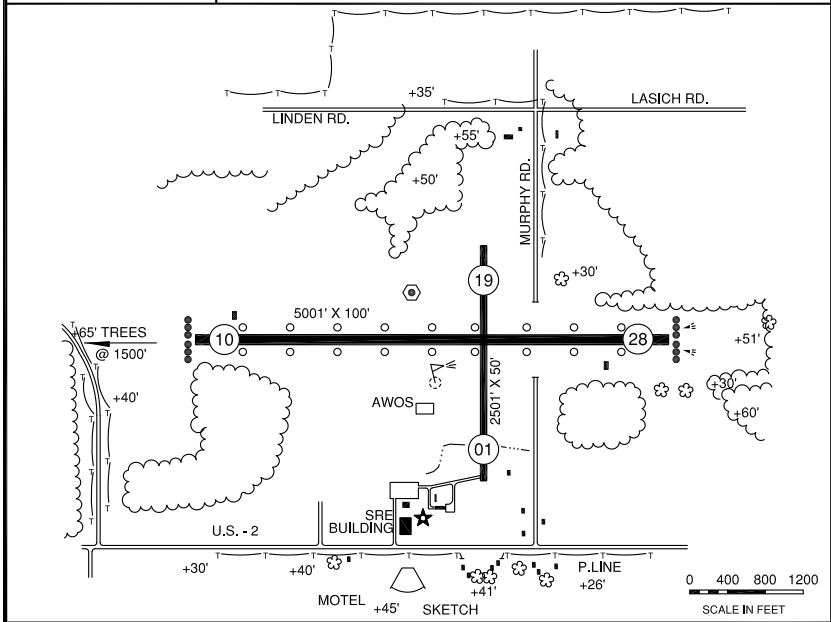 +35'
LINDEN RD.
LASICH RD.
+55'
+50'
MURPHY RD.
19
+30'
5001' X 100'
+65' TREES
@ 1500'
10
28
+51'
+40'
2501' X 50'
AWOS
+30'
+60'
01
SRE
BUILDING
U.S. - 2
+30'
+40'
+41'
P.LINE
+26'
MOTEL
+45'
SKETCH
0 400 800 1200
SCALE IN FEET
T T T T T T T T T
T
T T T
T T T
T
T
T
T
T
T
T
T
T
T T T T T T T T T